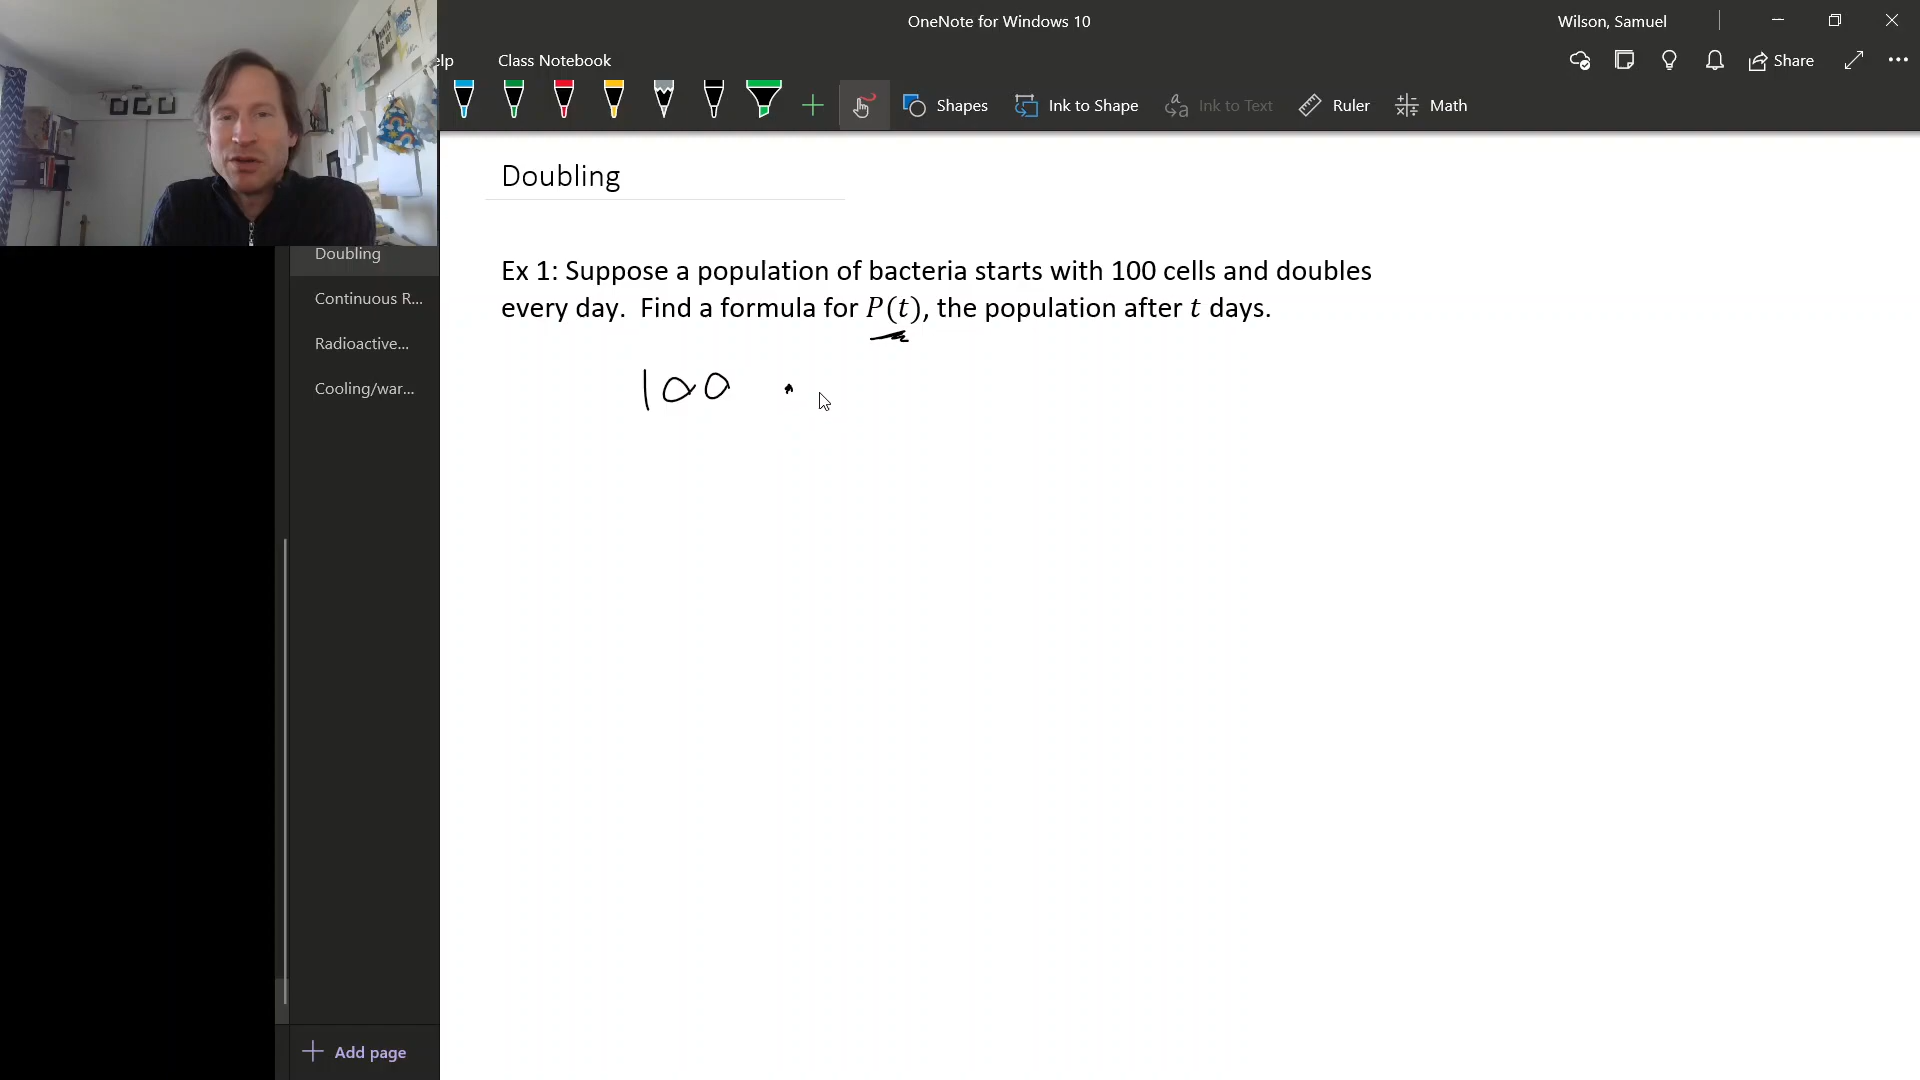 OneNote for Windows 10
Wilson, Samuel
elp
Class Notebook
Share
Shapes
Ink to Shape
Ink to Text
Ruler
Math
Doubling
Ex 1: Suppose a population of bacteria starts with 100 cells and doubles
every day. Find a formula for P(t), the population after t days.
100 ·
Doubling
Continuous R...
Radioactive...
Cooling/war...
Add page